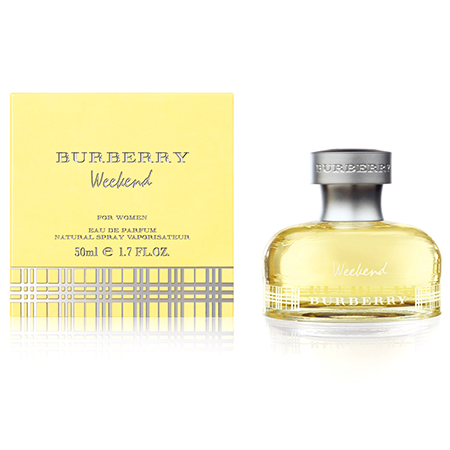 BURBERRY
Weekend
FOR WOMEN
EAU DE PARFUM
NATURAL SPRAY VAPORISATEUR
50ml ℮ 1.7 FL.OZ.
BURBERRY
Weekend
BURBERRY